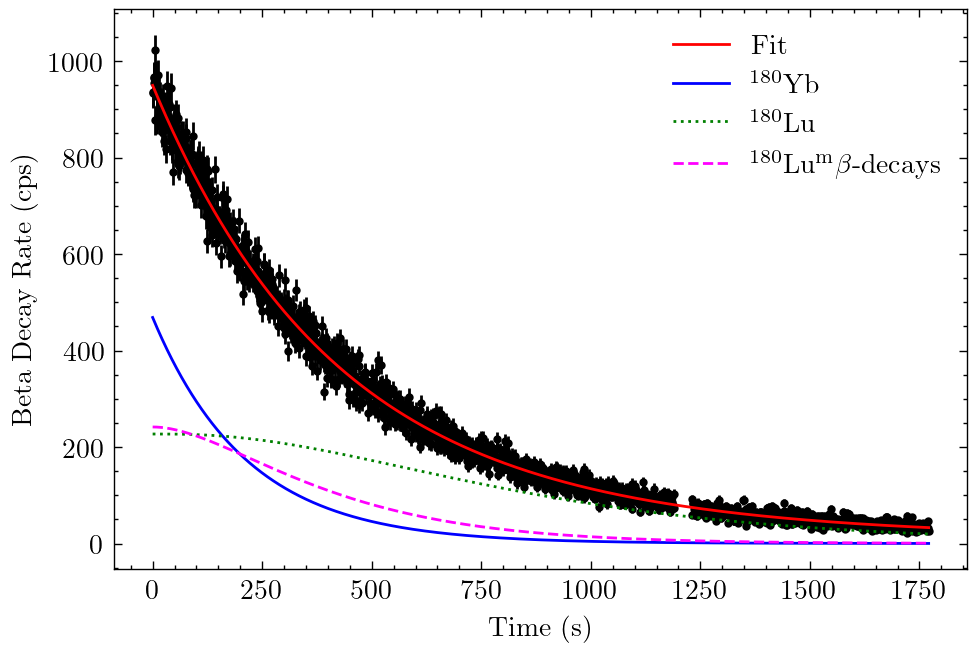 Fit
¹⁸⁰Yb
¹⁸⁰Lu
¹⁸⁰Luᵐβ-decays
Beta Decay Rate (cps)
1000
800
600
400
200
0
0 250 500 750 1000 1250 1500 1750
Time (s)